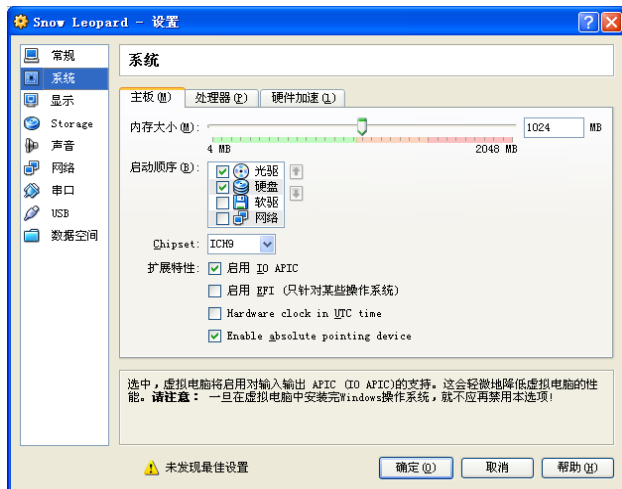 Snow Leopard - 设置
常规
系统
显示
Storage
声音
网络
串口
USB
数据空间
系统
主板(M) 处理器(P) 硬件加速(L)
内存大小(M): 1024 MB
4 MB 2048 MB
启动顺序(B): 光驱
硬盘
软驱
网络
Chipset: ICH9
扩展特性: 启用 IO APIC
启用 EFI (只针对某些操作系统)
Hardware clock in UTC time
Enable absolute pointing device
选中，虚拟电脑将启用对输入输出 APIC (IO APIC)的支持。这会轻微地降低虚拟电脑的性
能。请注意： 一旦在虚拟电脑中安装完Windows操作系统，就不应再禁用本选项!
未发现最佳设置 确定(O) 取消 帮助(H)